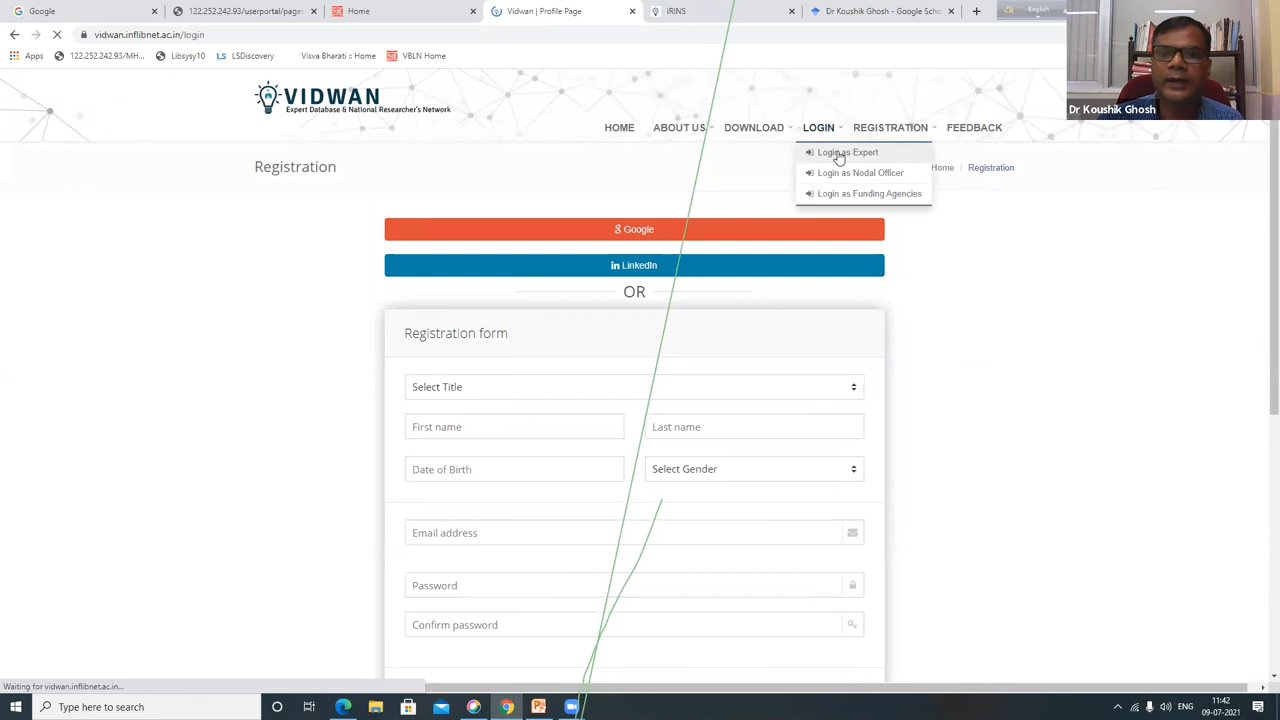 Google
122.252.242.93/userportal/page:
Home
Vidwan | Profile Page
iRINS
Dr Koushik Ghosh - Google Schol
English
vidwan.inflibnet.ac.in/login
Apps
122.252.242.93/MH...
Libsysy10
LS LSDiscovery
Visva Bharati :: Home
VBLN Home
VIDWAN
Expert Database & National Researcher's Network
Dr Koushik Ghosh
HOME ABOUT US DOWNLOAD LOGIN REGISTRATION FEEDBACK
Login as Expert
Login as Nodal Officer
Login as Funding Agencies
Registration
Home / Registration
Google
in LinkedIn
OR
Registration form
Select Title
First name
Last name
Date of Birth
Select Gender
Email address
Password
Confirm password
Waiting for vidwan.inflibnet.ac.in...
Type here to search
11:42
09-07-2021